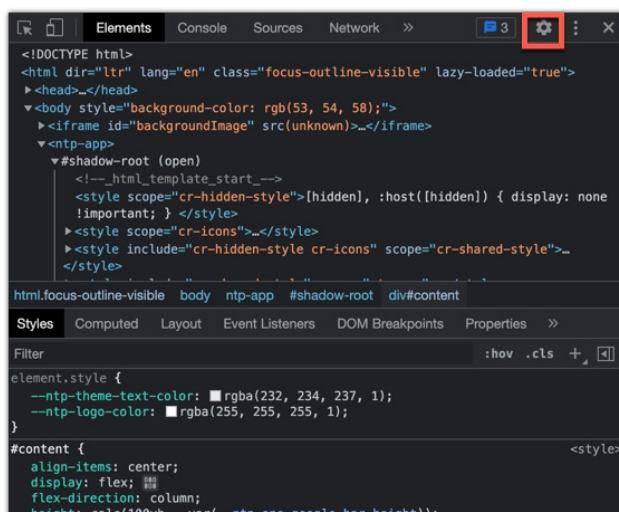 Elements Console Sources Network » 3
<!DOCTYPE html>
<html dir="ltr" lang="en" class="focus-outline-visible" lazy-loaded="true">
▶<head>…</head>
▼<body style="background-color: rgb(53, 54, 58);">
▶<iframe id="backgroundImage" src(unknown)>…</iframe>
▼<ntp-app>
▼#shadow-root (open)
<!--_html_template_start_-->
<style scope="cr-hidden-style">[hidden], :host([hidden]) { display: none
!important; } </style>
▶<style scope="cr-icons">…</style>
▶<style include="cr-hidden-style cr-icons" scope="cr-shared-style">…
</style>
html.focus-outline-visible body ntp-app #shadow-root div#content
Styles Computed Layout Event Listeners DOM Breakpoints Properties »
Filter :hov .cls +
element.style {
--ntp-theme-text-color: rgba(232, 234, 237, 1);
--ntp-logo-color: rgba(255, 255, 255, 1);
}
#content { <style>
align-items: center;
display: flex;
flex-direction: column;